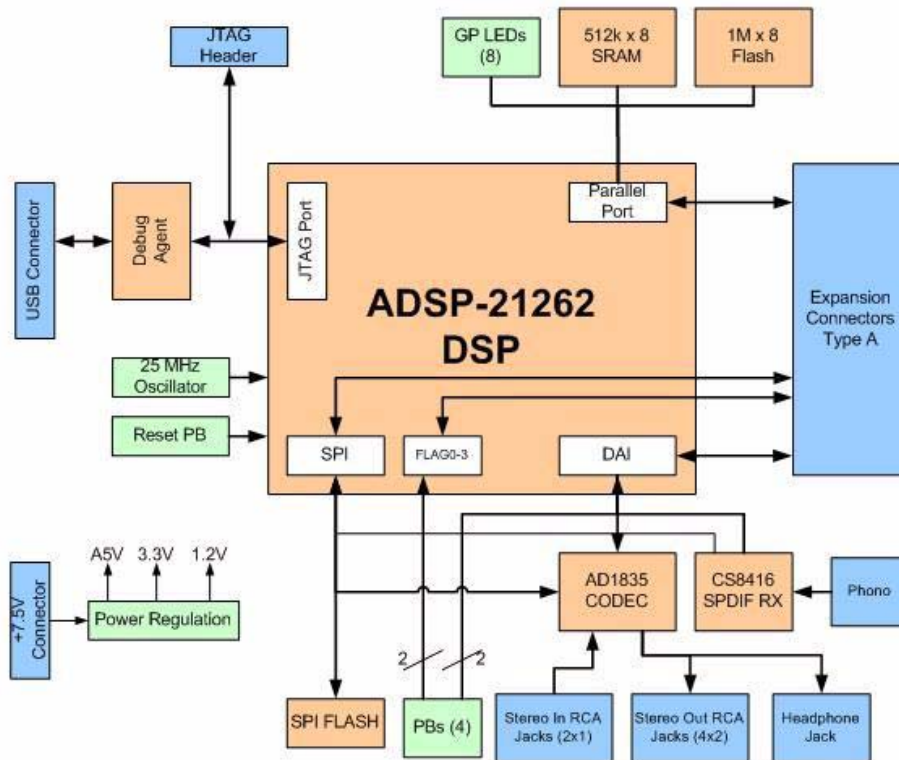 JTAG
Header
GP LEDs
(8)
512k x 8
SRAM
1M x 8
Flash
USB Connector
Debug
Agent
JTAG Port
Parallel
Port
ADSP-21262
DSP
Expansion
Connectors
Type A
25 MHz
Oscillator
Reset PB
SPI
FLAG0-3
DAI
A5V
3.3V
1.2V
+7.5V
Connector
Power Regulation
AD1835
CODEC
CS8416
SPDIF RX
Phono
2
2
SPI FLASH
PBs (4)
Stereo In RCA
Jacks (2x1)
Stereo Out RCA
Jacks (4x2)
Headphone
Jack